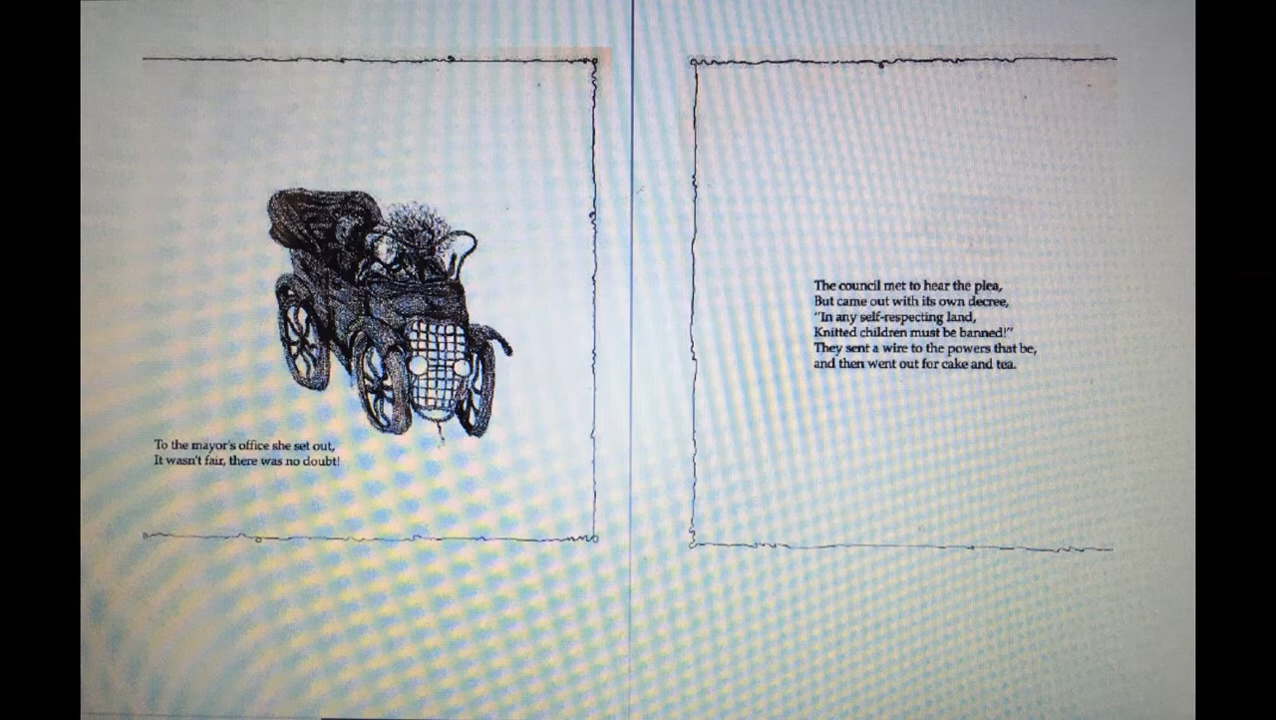 To the mayor's office she set out,
It wasn't fair, there was no doubt!
The council met to hear the plea,
But came out with its own decree,
"In any self-respecting land,
Knitted children must be banned!"
They sent a wire to the powers that be,
and then went out for cake and tea.